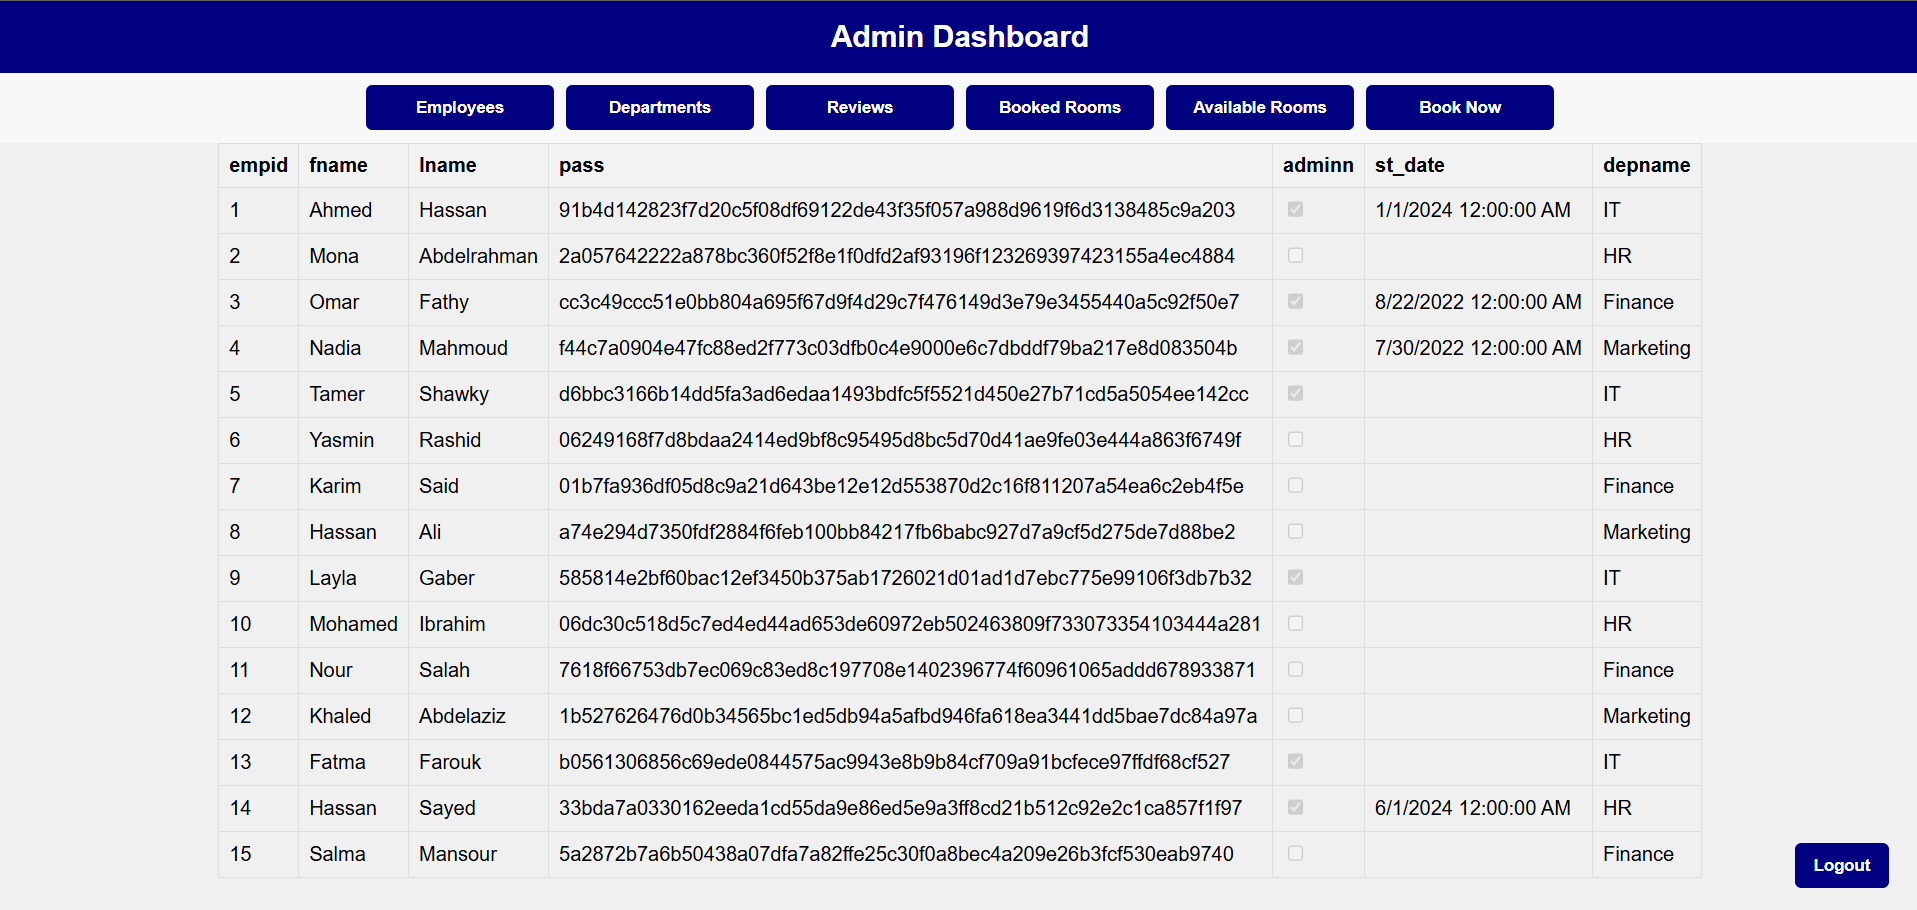 Admin Dashboard
Employees Departments Reviews Booked Rooms Available Rooms Book Now
empid fname lname pass adminn st_date depname
1 Ahmed Hassan 91b4d142823f7d20c5f08df69122de43f35f057a988d9619f6d3138485c9a203 1/1/2024 12:00:00 AM IT
2 Mona Abdelrahman 2a057642222a878bc360f52f8e1f0dfd2af93196f123269397423155a4ec4884 HR
3 Omar Fathy cc3c49ccc51e0bb804a695f67d9f4d29c7f476149d3e79e3455440a5c92f50e7 8/22/2022 12:00:00 AM Finance
4 Nadia Mahmoud f44c7a0904e47fc88ed2f773c03dfb0c4e9000e6c7dbddf79ba217e8d083504b 7/30/2022 12:00:00 AM Marketing
5 Tamer Shawky d6bbc3166b14dd5fa3ad6edaa1493bdfc5f5521d450e27b71cd5a5054ee142cc IT
6 Yasmin Rashid 06249168f7d8bdaa2414ed9bf8c95495d8bc5d70d41ae9fe03e444a863f6749f HR
7 Karim Said 01b7fa936df05d8c9a21d643be12e12d553870d2c16f811207a54ea6c2eb4f5e Finance
8 Hassan Ali a74e294d7350fdf2884f6feb100bb84217fb6babc927d7a9cf5d275de7d88be2 Marketing
9 Layla Gaber 585814e2bf60bac12ef3450b375ab1726021d01ad1d7ebc775e99106f3db7b32 IT
10 Mohamed Ibrahim 06dc30c518d5c7ed4ed44ad653de60972eb502463809f733073354103444a281 HR
11 Nour Salah 7618f66753db7ec069c83ed8c197708e1402396774f60961065addd678933871 Finance
12 Khaled Abdelaziz 1b527626476d0b34565bc1ed5db94a5afbd946fa618ea3441dd5bae7dc84a97a Marketing
13 Fatma Farouk b0561306856c69ede0844575ac9943e8b9b84cf709a91bcfece97ffdf68cf527 IT
14 Hassan Sayed 33bda7a0330162eeda1cd55da9e86ed5e9a3ff8cd21b512c92e2c1ca857f1f97 6/1/2024 12:00:00 AM HR
15 Salma Mansour 5a2872b7a6b50438a07dfa7a82ffe25c30f0a8bec4a209e26b3fcf530eab9740 Finance
Logout